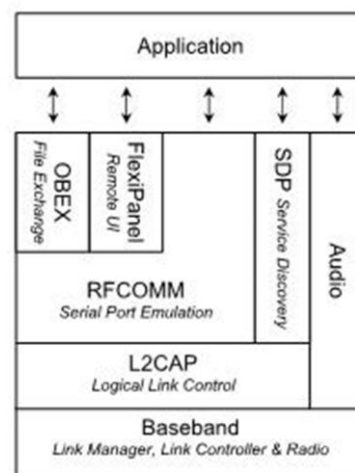 Application
OBEX
File Exchange
FlexiPanel
Remote UI
SDP
Service Discovery
Audio
RFCOMM
Serial Port Emulation
L2CAP
Logical Link Control
Baseband
Link Manager, Link Controller & Radio